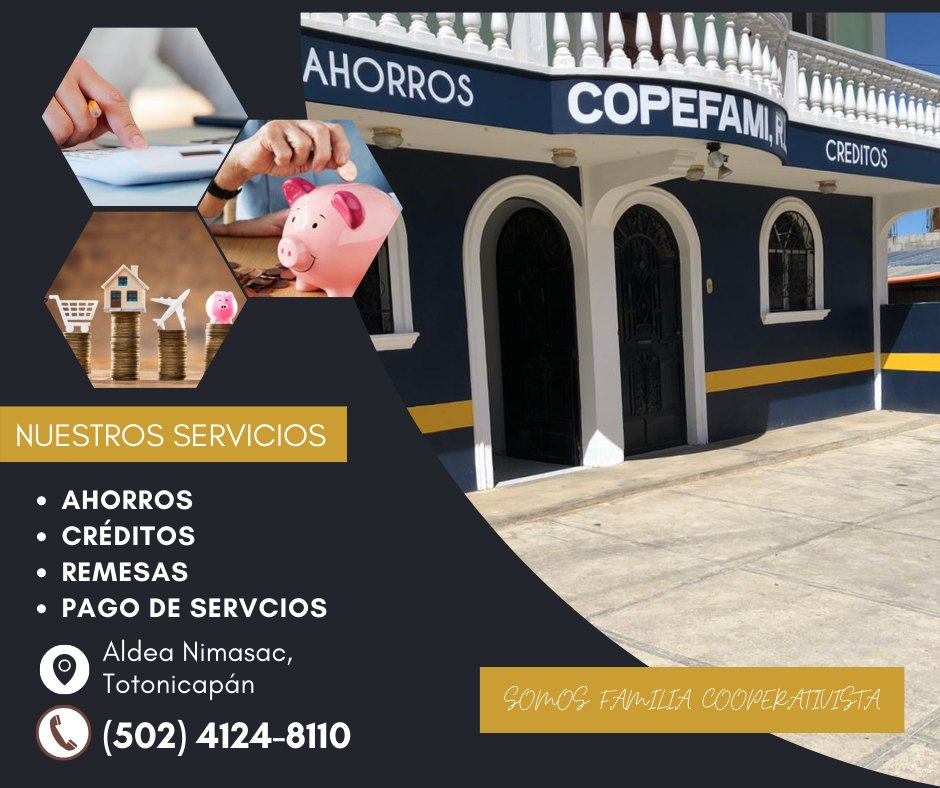 AHORROS
COPEFAMI, R.
CREDITOS
NUESTROS SERVICIOS
• AHORROS
• CRÉDITOS
• REMESAS
• PAGO DE SERVCIOS
Aldea Nimasac,
Totonicapán
(502) 4124-8110
SOMOS FAMILIA COOPERATIVISTA